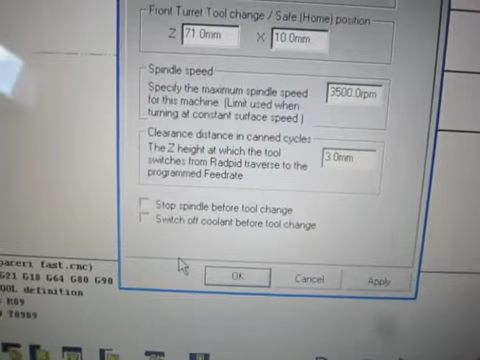 Front Turret Tool change / Safe (Home) position
Z 71.0mm X 10.0mm
Spindle speed
Specify the maximum spindle speed
for this machine. (Limit used when
turning at constant surface speed )
3500.0rpm
Clearance distance in canned cycles
The Z height at which the tool
switches from Radpid traverse to the
programmed Feedrate
3.0mm
Stop spindle before tool change
Switch off coolant before tool change
OK Cancel Apply
paceri fast.cnc)
G21 G18 G64 G80 G90
OOL definition